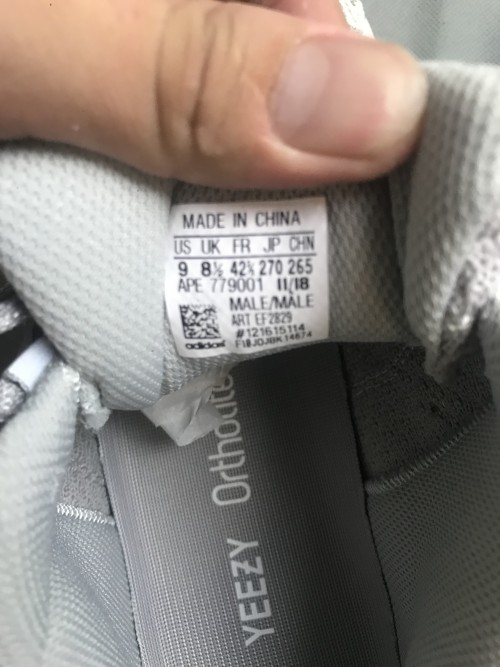 MADE IN CHINA
US UK FR JP CHN
9 8½ 42⅔ 270 265
APE 779001 11/18
MALE/MALE
ART EF2829
#121615114
adidas F18JDJBK14674
YEEZY Ortholite